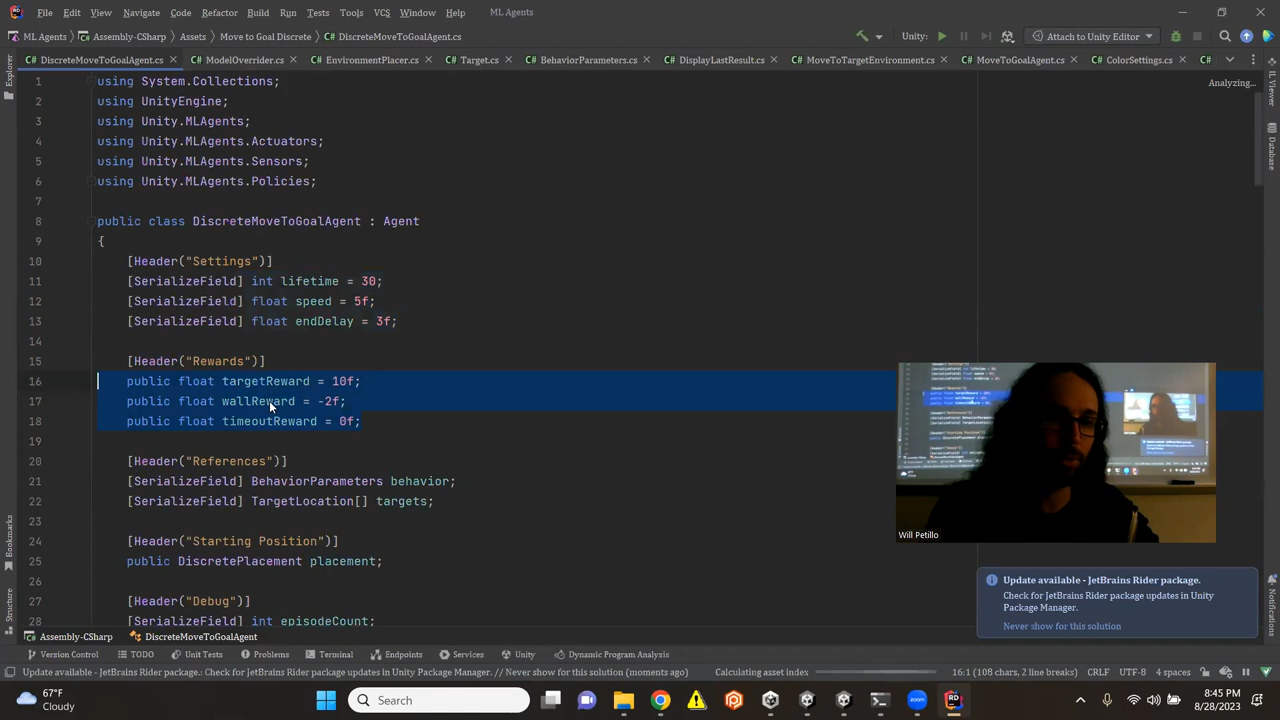 File Edit View Navigate Code Refactor Build Run Tests Tools VCS Window Help ML Agents
ML Agents Assembly-CSharp Assets Move to Goal Discrete DiscreteMoveToGoalAgent.cs Unity: Attach to Unity Editor
DiscreteMoveToGoalAgent.cs ModelOverrider.cs EnvironmentPlacer.cs Target.cs BehaviorParameters.cs DisplayLastResult.cs MoveToTargetEnvironment.cs MoveToGoalAgent.cs ColorSettings.cs
Explorer
IL Viewer
Database
Analyzing...
1 using System.Collections;
2 using UnityEngine;
3 using Unity.MLAgents;
4 using Unity.MLAgents.Actuators;
5 using Unity.MLAgents.Sensors;
6 using Unity.MLAgents.Policies;
7
8 public class DiscreteMoveToGoalAgent : Agent
9 {
10 [Header("Settings")]
11 [SerializeField] int lifetime = 30;
12 [SerializeField] float speed = 5f;
13 [SerializeField] float endDelay = 3f;
14
15 [Header("Rewards")]
16 public float targetReward = 10f;
17 public float wallReward = -2f;
18 public float timeoutReward = 0f;
19
20 [Header("References")]
21 [SerializeField] BehaviorParameters behavior;
22 [SerializeField] TargetLocation[] targets;
23
24 [Header("Starting Position")]
25 public DiscretePlacement placement;
26
27 [Header("Debug")]
28 [SerializeField] int episodeCount;
Will Petillo
Update available - JetBrains Rider package.
Check for JetBrains Rider package updates in Unity
Package Manager.
Never show for this solution
Bookmarks
Structure
Notifications
Assembly-CSharp DiscreteMoveToGoalAgent
Version Control TODO Unit Tests Problems Terminal Endpoints Services Unity Dynamic Program Analysis
Update available - JetBrains Rider package.: Check for JetBrains Rider package updates in Unity Package Manager. // Never show for this solution (moments ago) Calculating asset index 16:1 (108 chars, 2 line breaks) CRLF UTF-8 4 spaces
67°F
Cloudy
Search
zoom
8:45 PM
8/28/2023